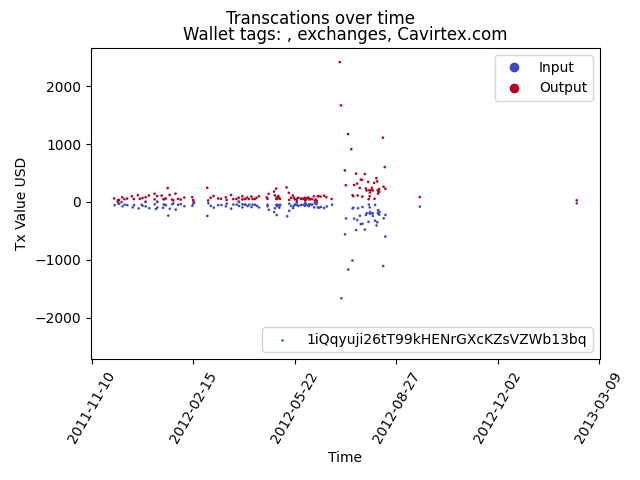 Transcations over time
Wallet tags: , exchanges, Cavirtex.com
Input
Output
Tx Value USD
2000
1000
0
−1000
−2000
1iQqyuji26tT99kHENrGXcKZsVZWb13bq
2011-11-10
2012-02-15
2012-05-22
2012-08-27
2012-12-02
2013-03-09
Time